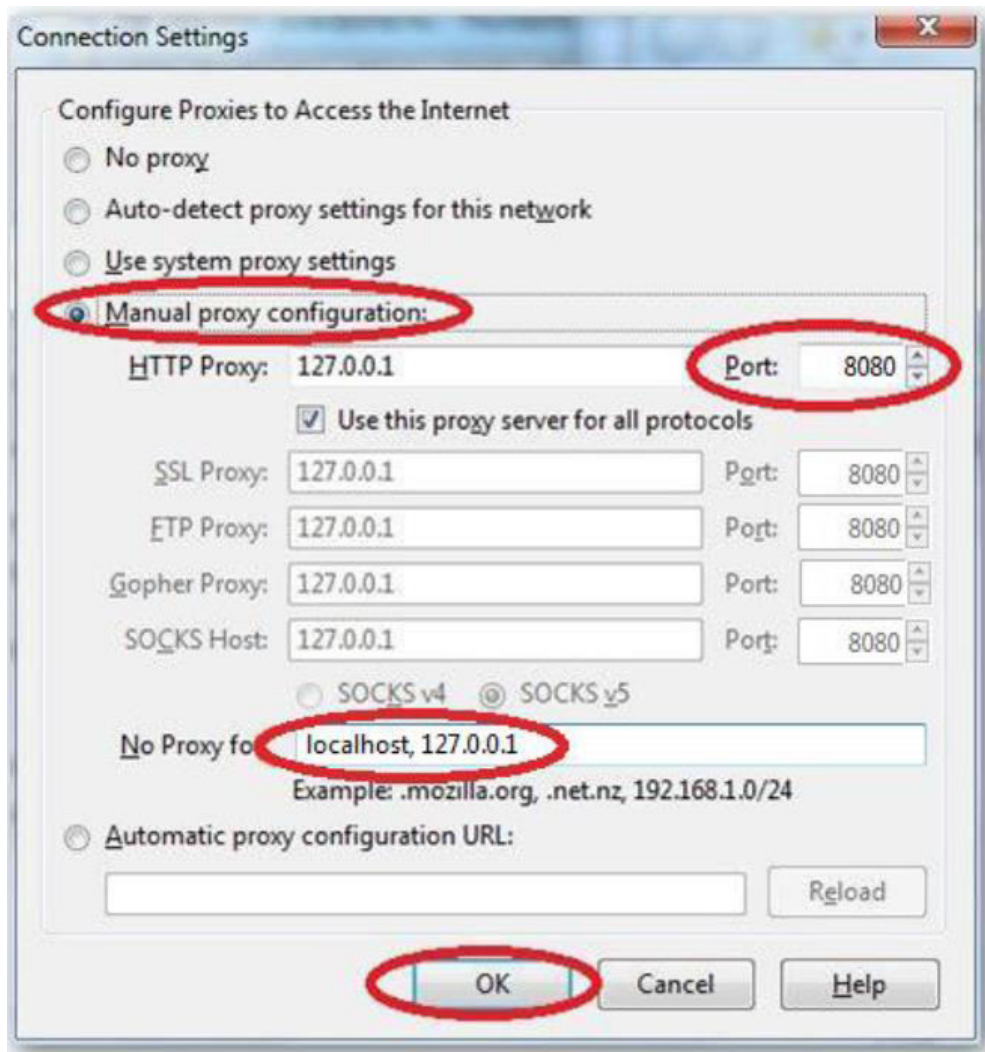 Connection Settings
Configure Proxies to Access the Internet
No proxy
Auto-detect proxy settings for this network
Use system proxy settings
Manual proxy configuration:
HTTP Proxy: 127.0.0.1 Port: 8080
Use this proxy server for all protocols
SSL Proxy: 127.0.0.1 Port: 8080
FTP Proxy: 127.0.0.1 Port: 8080
Gopher Proxy: 127.0.0.1 Port: 8080
SOCKS Host: 127.0.0.1 Port: 8080
SOCKS v4 SOCKS v5
No Proxy fo localhost, 127.0.0.1
Example: .mozilla.org, .net.nz, 192.168.1.0/24
Automatic proxy configuration URL:
Reload
OK Cancel Help